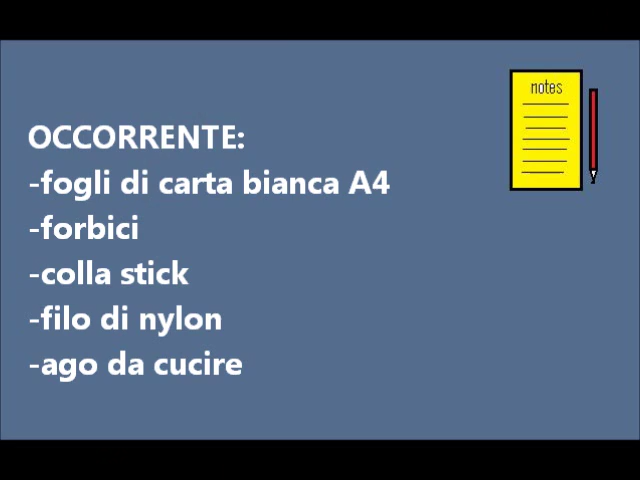 notes
OCCORRENTE:
-fogli di carta bianca A4
-forbici
-colla stick
-filo di nylon
-ago da cucire